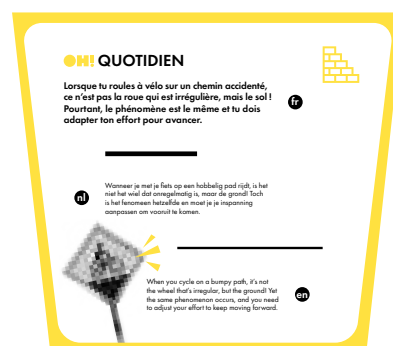 OH! QUOTIDIEN
Lorsque tu roules à vélo sur un chemin accidenté,
ce n'est pas la roue qui est irrégulière, mais le sol !
Pourtant, le phénomène est le même et tu dois
adapter ton effort pour avancer.
fr
Wanneer je met je fiets op een hobbelig pad rijdt, is het
niet het wiel dat onregelmatig is, maar de grond! Toch
is het fenomeen hetzelfde en moet je je inspanning
aanpassen om vooruit te komen.
nl
When you cycle on a bumpy path, it's not
the wheel that's irregular, but the ground! Yet
the same phenomenon occurs, and you need
to adjust your effort to keep moving forward.
en